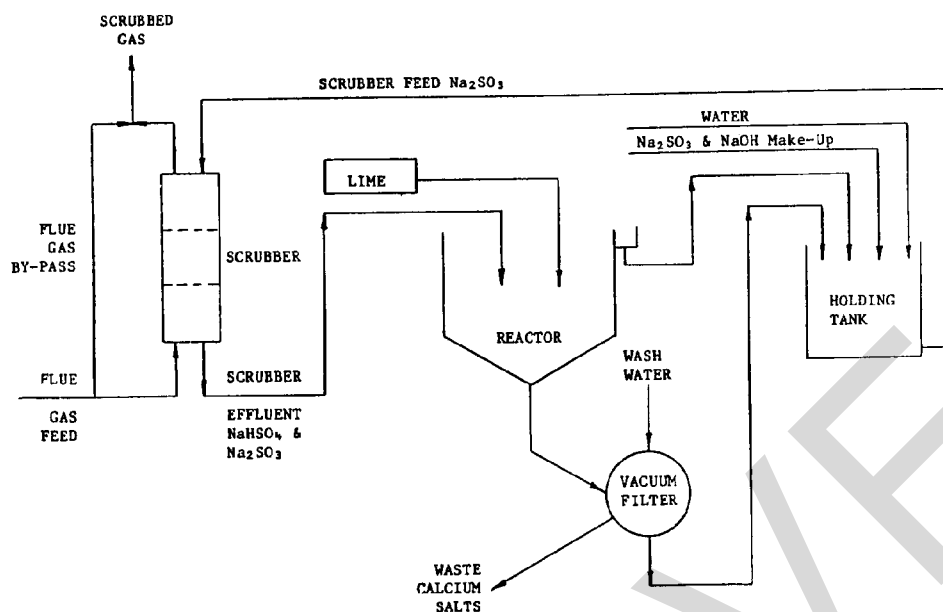 SCRUBBED
GAS
SCRUBBER FEED Na₂SO₃
WATER
Na₂SO₃ & NaOH Make-Up
LIME
FLUE
GAS
BY-PASS
SCRUBBER
HOLDING
TANK
REACTOR
WASH
WATER
FLUE
GAS
FEED
SCRUBBER
EFFLUENT
NaHSO₄ &
Na₂SO₃
VACUUM
FILTER
WASTE
CALCIUM
SALTS